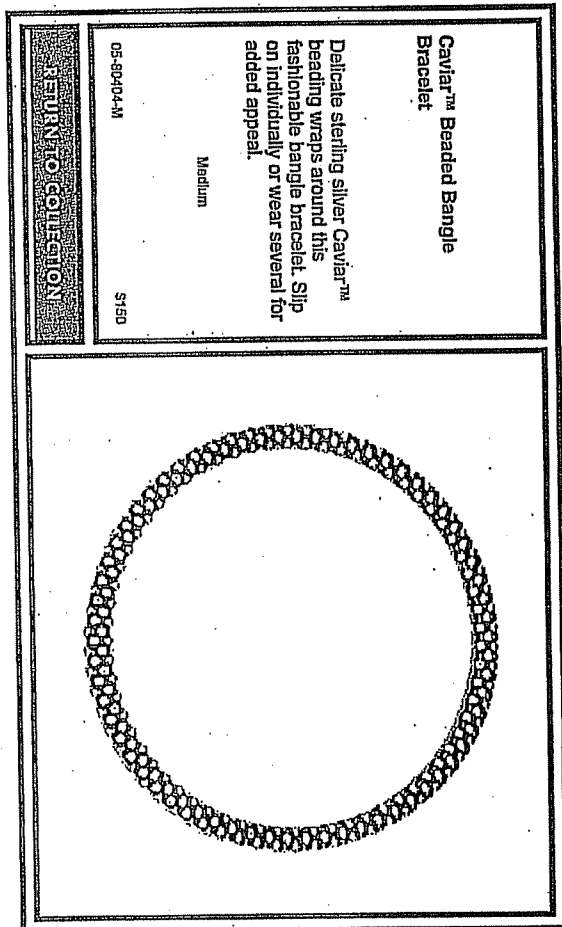 Caviar™ Beaded Bangle
Bracelet
Delicate sterling silver Caviar™
beading wraps around this
fashionable bangle bracelet. Slip
on individually or wear several for
added appeal.
Medium
05-80404-M $150
RETURN TO COLLECTION